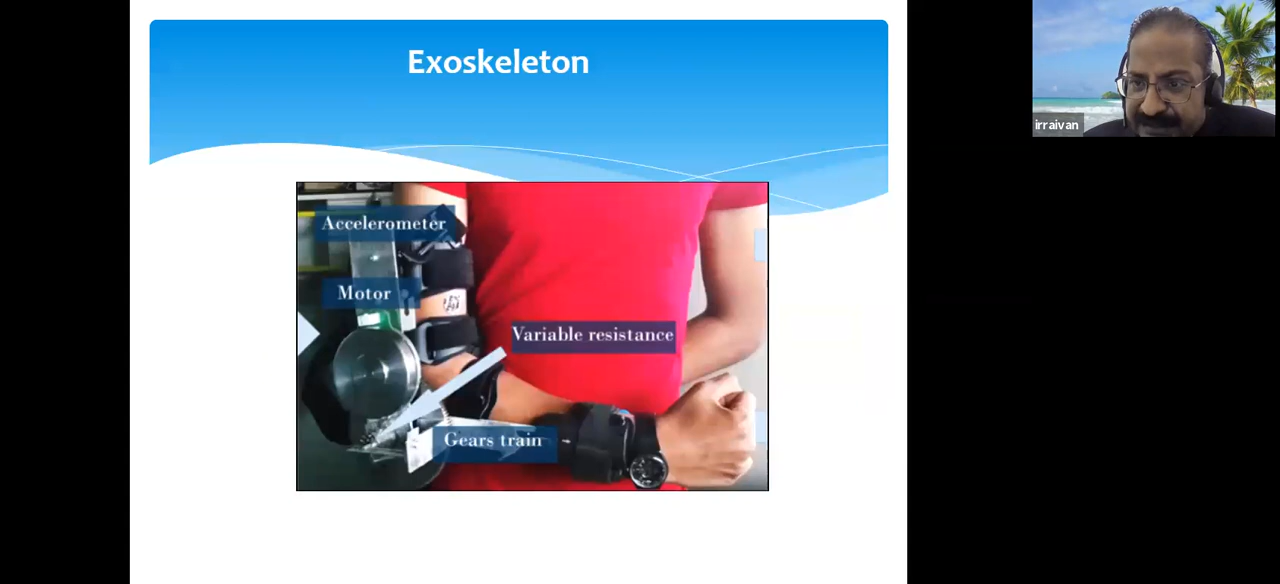 Exoskeleton
irraivan
Accelerometer
Motor
Variable resistance
Gears train